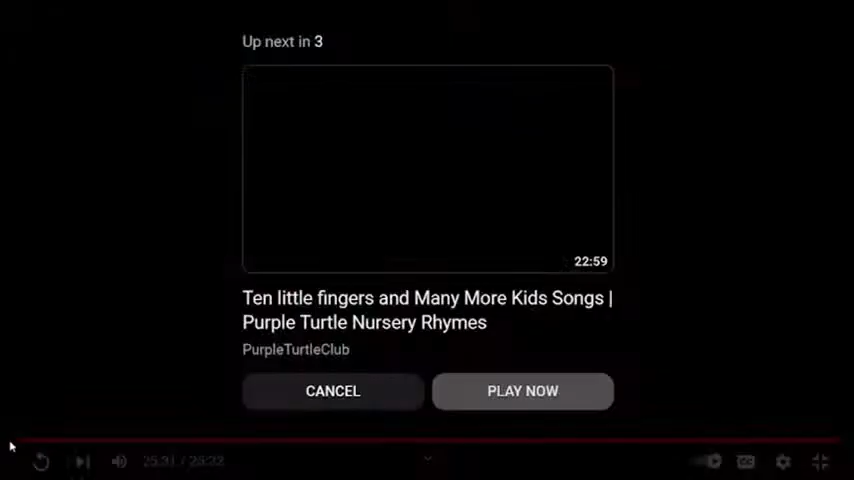 Up next in 3
22:59
Ten little fingers and Many More Kids Songs |
Purple Turtle Nursery Rhymes
PurpleTurtleClub
CANCEL
PLAY NOW
CC